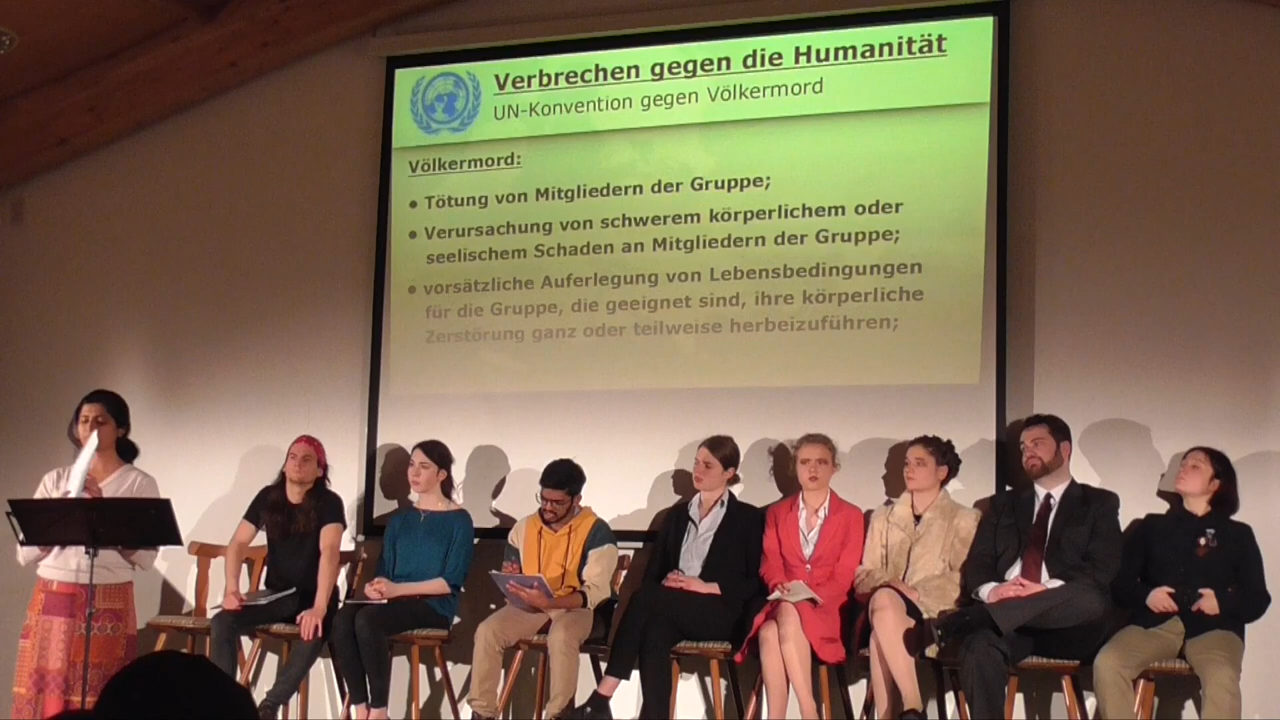 Verbrechen gegen die Humanität
UN-Konvention gegen Völkermord
Völkermord:
• Tötung von Mitgliedern der Gruppe;
• Verursachung von schwerem körperlichem oder
seelischem Schaden an Mitgliedern der Gruppe;
• vorsätzliche Auferlegung von Lebensbedingungen
für die Gruppe, die geeignet sind, ihre körperliche
Zerstörung ganz oder teilweise herbeizuführen;